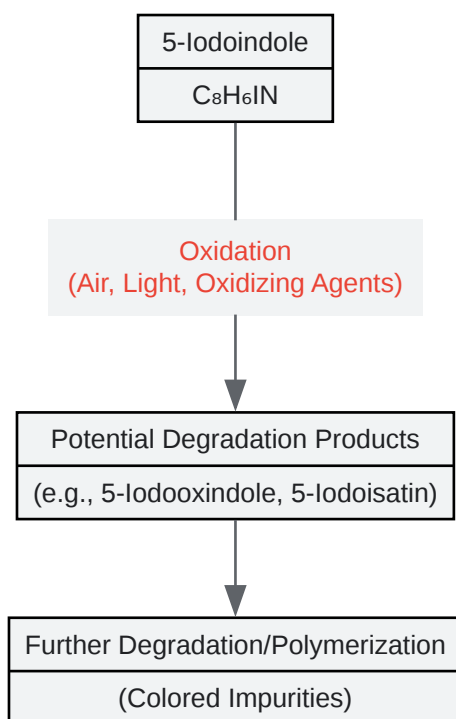 5-Iodoindole
C₈H₆IN
Oxidation
(Air, Light, Oxidizing Agents)
Potential Degradation Products
(e.g., 5-Iodooxindole, 5-Iodoisatin)
Further Degradation/Polymerization
(Colored Impurities)